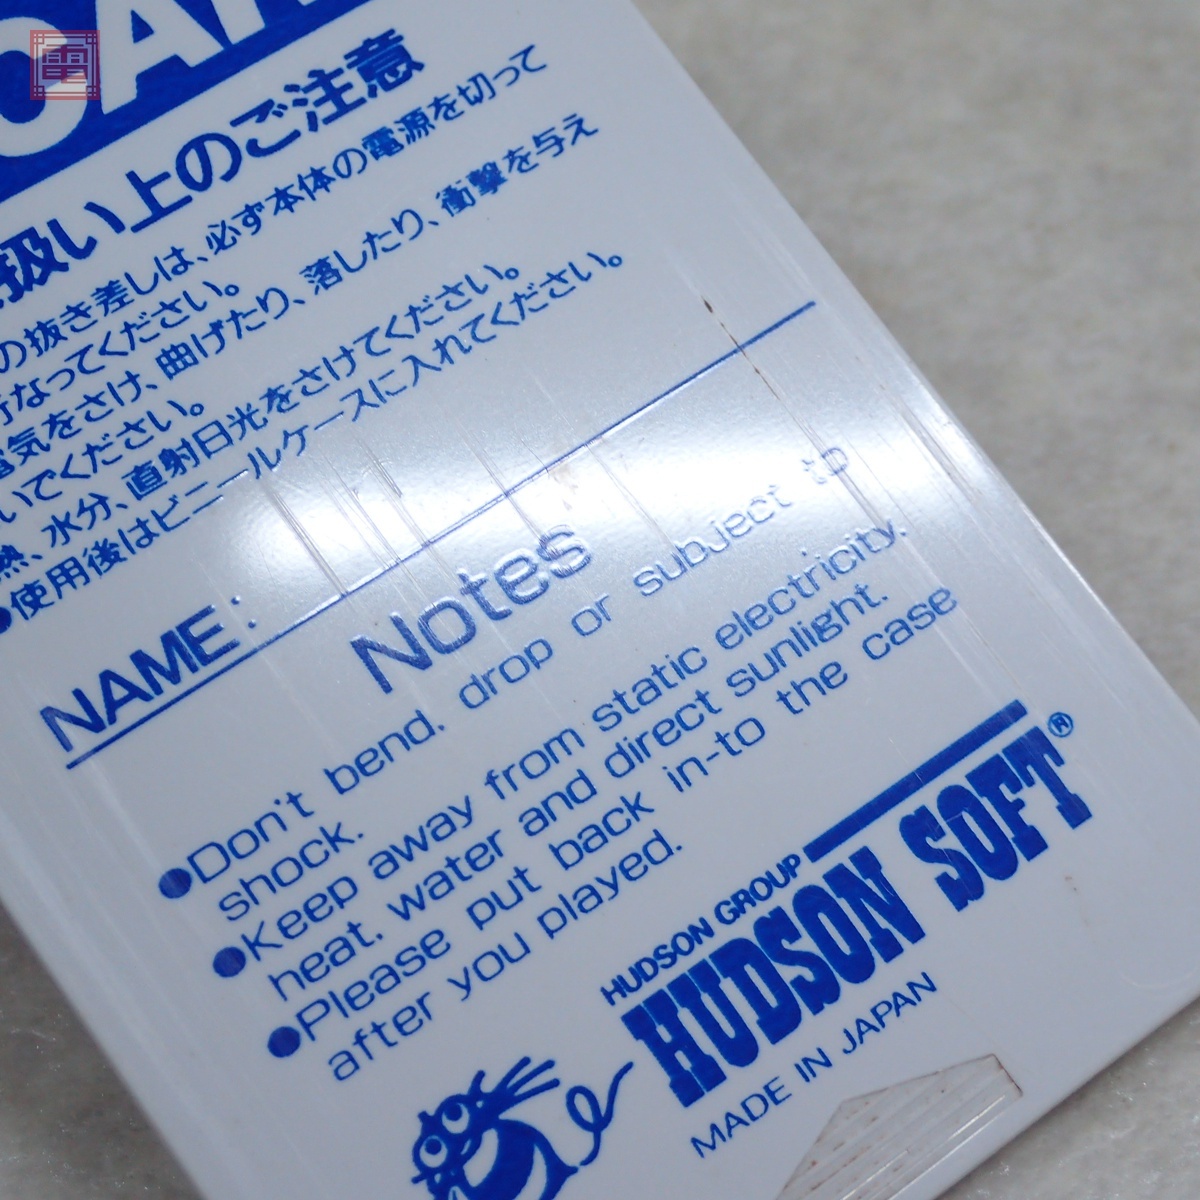 電
CAR
扱い上のご注意
の抜き差しは、必ず本体の電源を切って
行なってください。
電気をさけ、曲げたり、落したり、衝撃を与え
いでください。
熱、水分、直射日光をさけてください。
●使用後はビニールケースに入れてください。
NAME:
Notes
●Don't bend. drop or subject to
shock.
●Keep away from static electricity.
heat. water and direct sunlight.
●Please put back in-to the case
after you played.
HUDSON GROUP
HUDSON SOFT®
MADE IN JAPAN